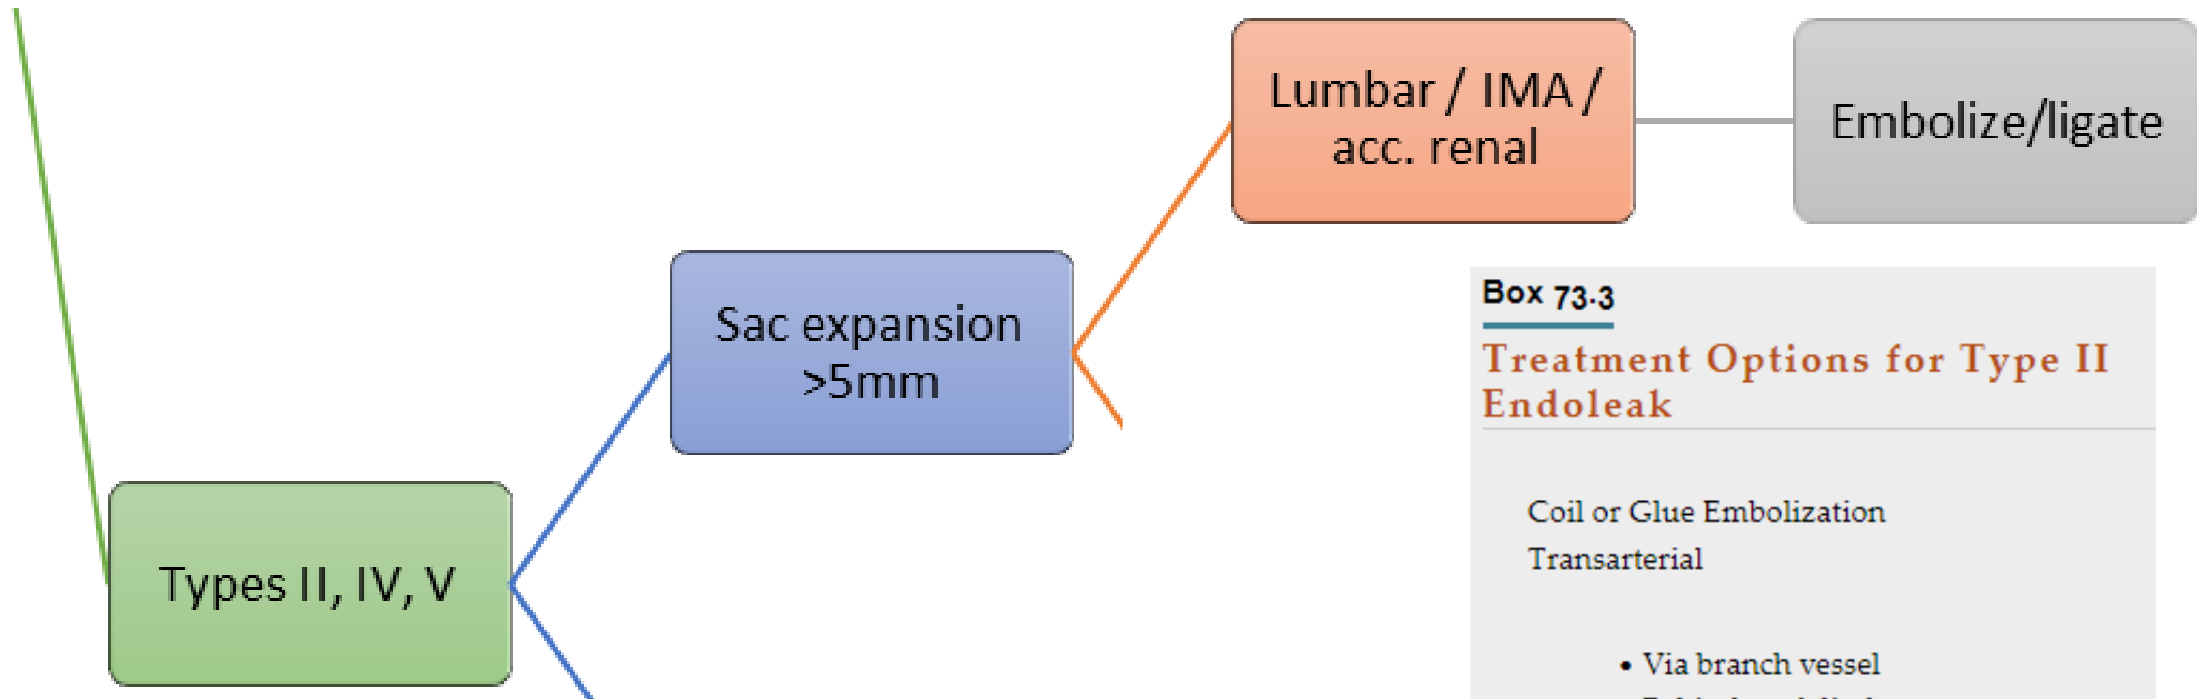 Lumbar / IMA /
acc. renal
Embolize/ligate
Sac expansion
>5mm
Types II, IV, V
Box 73-3
Treatment Options for Type II
Endoleak
Coil or Glue Embolization
Transarterial
• Via branch vessel